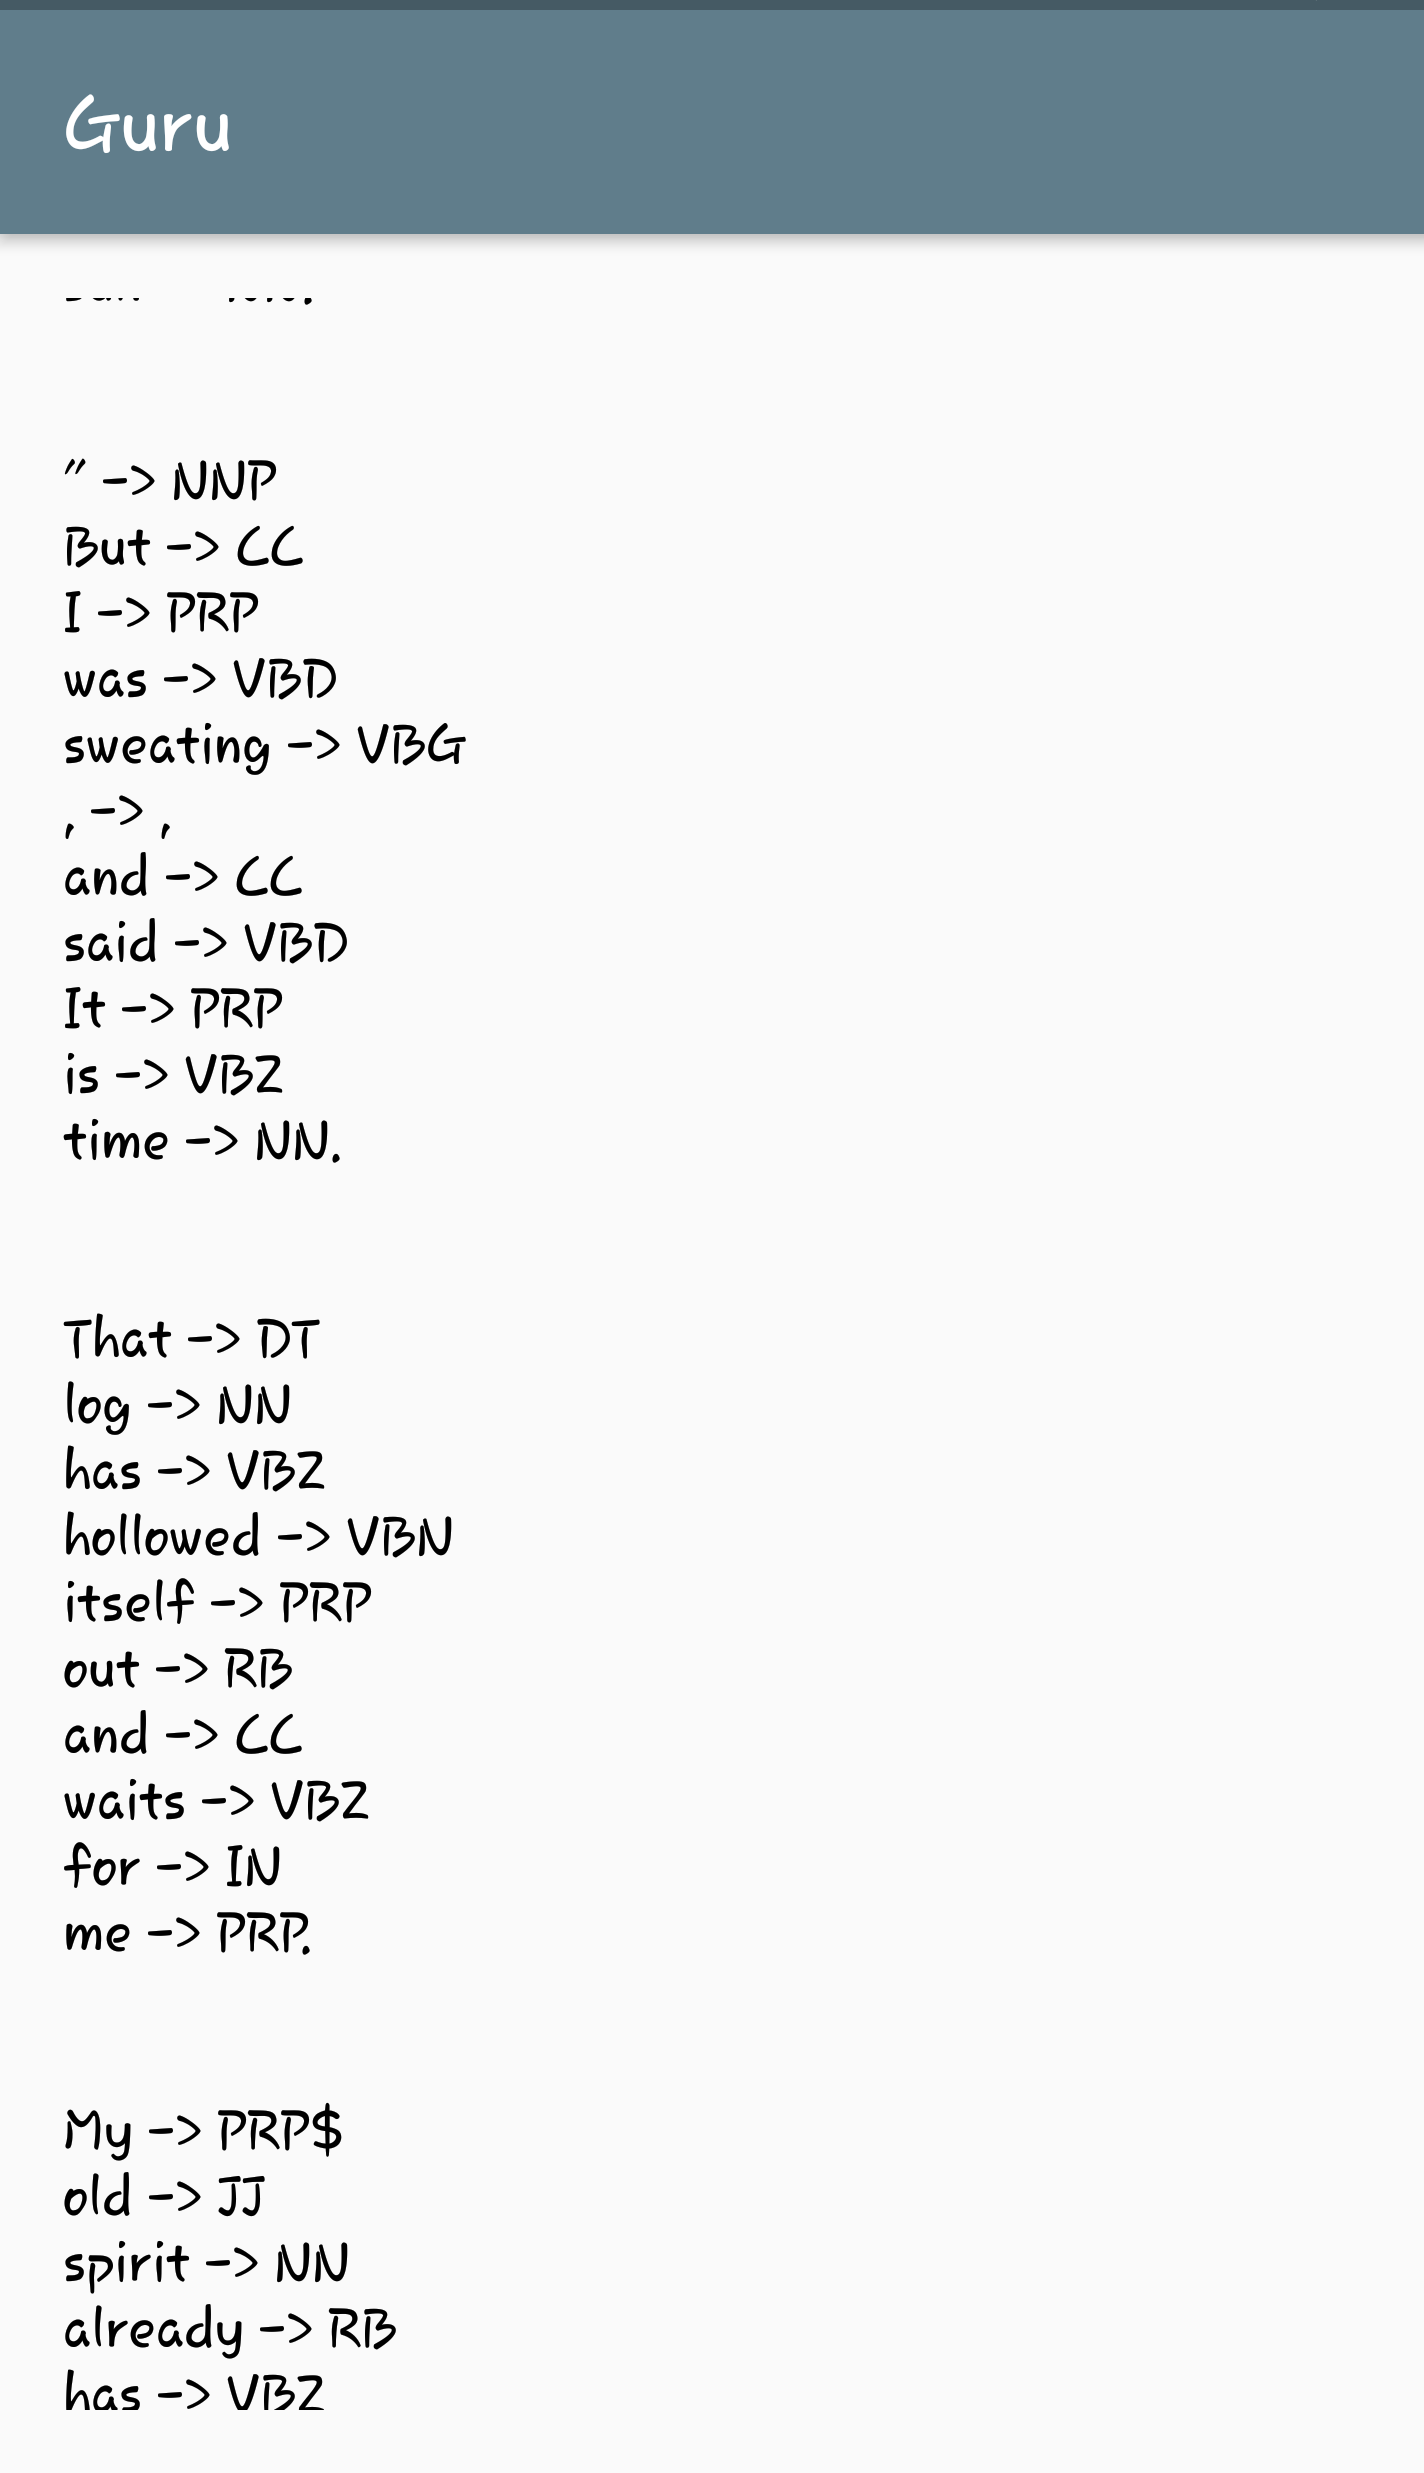 Guru
" -> NNP
But -> CC
I -> PRP
was -> VBD
sweating -> VBG
, -> ,
and -> CC
said -> VBD
It -> PRP
is -> VBZ
time -> NN.
That -> DT
log -> NN
has -> VBZ
hollowed -> VBN
itself -> PRP
out -> RB
and -> CC
waits -> VBZ
for -> IN
me -> PRP.
My -> PRP$
old -> JJ
spirit -> NN
already -> RB
has -> VBZ